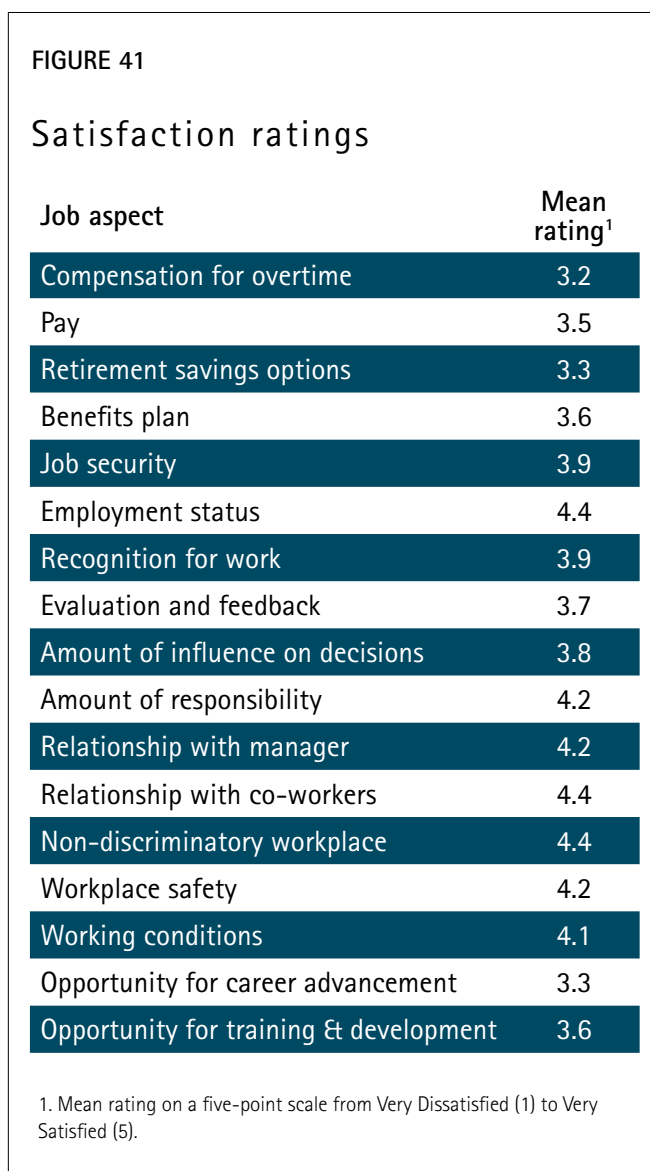 FIGURE 41
Satisfaction ratings
Job aspect Mean rating1
Compensation for overtime 3.2
Pay 3.5
Retirement savings options 3.3
Benefits plan 3.6
Job security 3.9
Employment status 4.4
Recognition for work 3.9
Evaluation and feedback 3.7
Amount of influence on decisions 3.8
Amount of responsibility 4.2
Relationship with manager 4.2
Relationship with co-workers 4.4
Non-discriminatory workplace 4.4
Workplace safety 4.2
Working conditions 4.1
Opportunity for career advancement 3.3
Opportunity for training & development 3.6
1. Mean rating on a five-point scale from Very Dissatisfied (1) to Very
Satisfied (5).